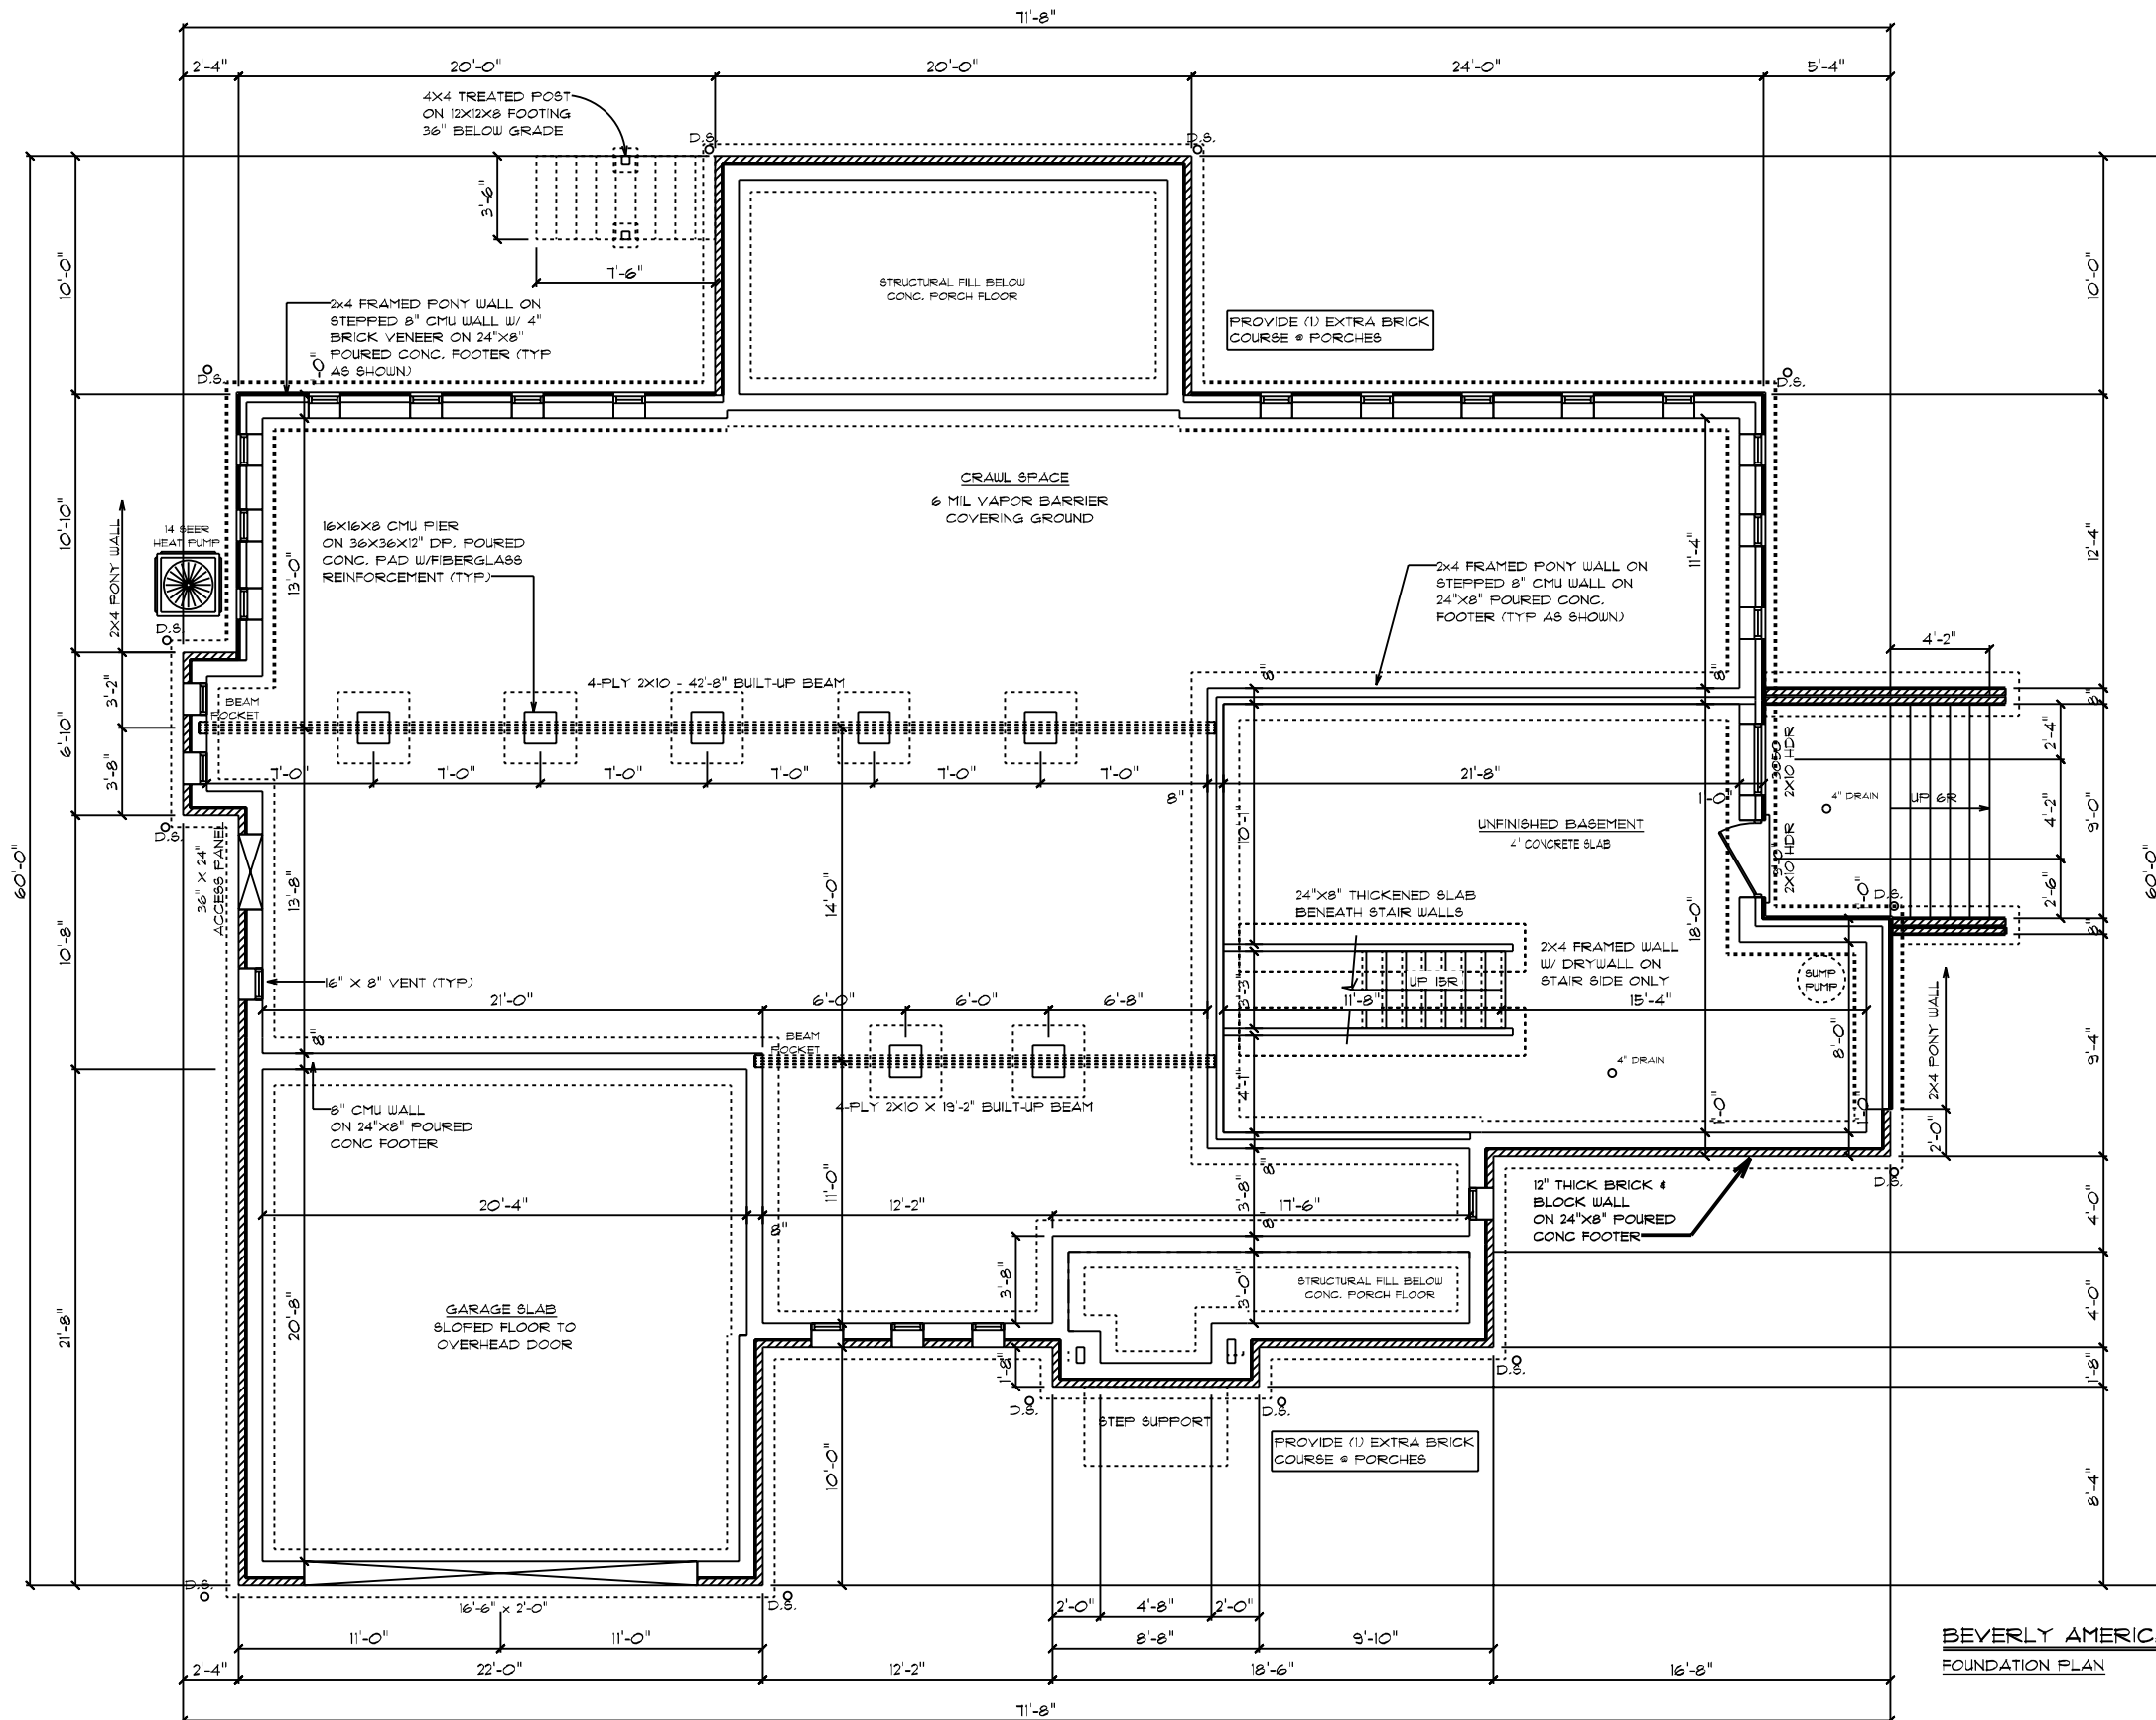 71'-8"
2'-4"
20'-0"
20'-0"
24'-0"
5'-4"
4X4 TREATED POST
ON 12X12X8 FOOTING
36" BELOW GRADE
D.S.
D.S.
3'-6"
7'-6"
10'-0"
10'-0"
STRUCTURAL FILL BELOW
CONC. PORCH FLOOR
2x4 FRAMED PONY WALL ON
STEPPED 8" CMU WALL W/ 4"
BRICK VENEER ON 24"X8"
POURED CONC. FOOTER (TYP
AS SHOWN)
PROVIDE (1) EXTRA BRICK
COURSE @ PORCHES
D.S.
D.S.
CRAWL SPACE
6 MIL VAPOR BARRIER
COVERING GROUND
10'-10"
2X4 PONY WALL
14 SEER
HEAT PUMP
D.S.
13'-0"
16X16X8 CMU PIER
ON 36X36X12" DP. POURED
CONC. PAD W/FIBERGLASS
REINFORCEMENT (TYP)
11'-4"
12'-4"
2x4 FRAMED PONY WALL ON
STEPPED 8" CMU WALL ON
24"X8" POURED CONC.
FOOTER (TYP AS SHOWN)
4'-2"
3'-2"
6'-10"
3'-8"
BEAM
POCKET
4-PLY 2X10 - 42'-8" BUILT-UP BEAM
8"
8"
8"
7'-0"
7'-0"
7'-0"
7'-0"
7'-0"
7'-0"
8"
21'-8"
1'-0"
3050
2X10 HDR
2X10 HDR
4" DRAIN
UP 6R
2'-4"
4'-2"
2'-6"
9'-0"
8"
D.S.
D.S.
36" X 24"
ACCESS PANEL
60'-0"
60'-0"
10'-8"
13'-8"
14'-0"
UNFINISHED BASEMENT
4" CONCRETE SLAB
24"X8" THICKENED SLAB
BENEATH STAIR WALLS
2X4 FRAMED WALL
W/ DRYWALL ON
STAIR SIDE ONLY
18'-0"
SUMP
PUMP
3'-3"
11'-8"
UP 15R
15'-4"
16" X 8" VENT (TYP)
21'-0"
6'-0"
6'-0"
6'-8"
8"
BEAM
POCKET
4-PLY 2X10 X 19'-2" BUILT-UP BEAM
4" DRAIN
8'-0"
2X4 PONY WALL
9'-4"
1'-0"
2'-0"
8" CMU WALL
ON 24"X8" POURED
CONC FOOTER
12" THICK BRICK &
BLOCK WALL
ON 24"X8" POURED
CONC FOOTER
D.S.
20'-4"
8"
12'-2"
17'-6"
11'-0"
3'-8"
8"
8"
4'-0"
3'-8"
3'-0"
STRUCTURAL FILL BELOW
CONC. PORCH FLOOR
4'-0"
GARAGE SLAB
SLOPED FLOOR TO
OVERHEAD DOOR
21'-8"
20'-8"
1'-8"
1'-8"
D.S.
D.S.
D.S.
STEP SUPPORT
PROVIDE (1) EXTRA BRICK
COURSE @ PORCHES
10'-0"
8'-4"
D.S.
D.S.
16'-6" x 2'-0"
2'-0"
4'-8"
2'-0"
11'-0"
11'-0"
8'-8"
9'-10"
2'-4"
22'-0"
12'-2"
18'-6"
16'-8"
71'-8"
BEVERLY AMERIC
FOUNDATION PLAN